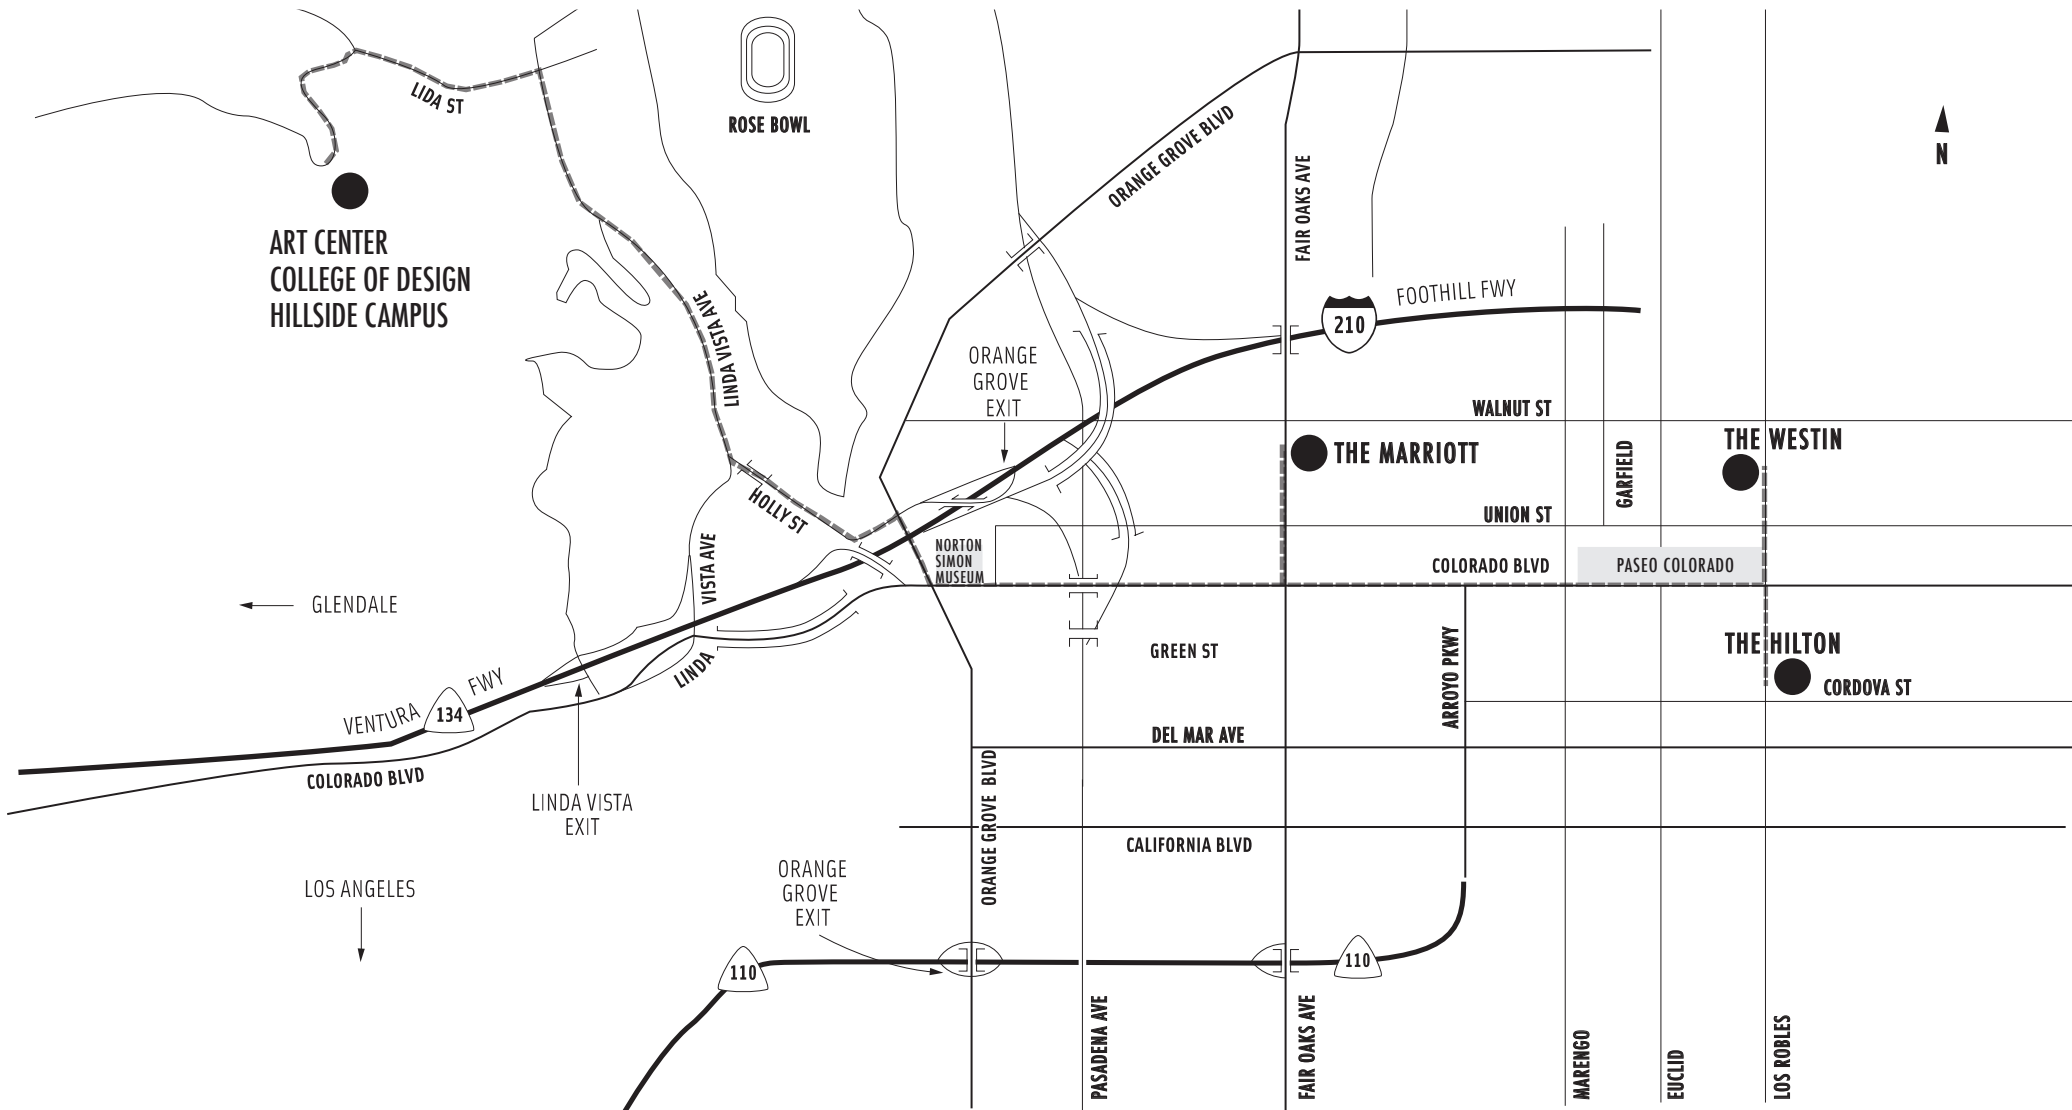 LIDA ST
ROSE BOWL
ORANGE GROVE BLVD
FAIR OAKS AVE
N
ART CENTER
COLLEGE OF DESIGN
HILLSIDE CAMPUS
LINDA VISTA AVE
210
FOOTHILL FWY
ORANGE
GROVE
EXIT
WALNUT ST
THE MARRIOTT
GARFIELD
THE WESTIN
HOLLY ST
UNION ST
NORTON
SIMON
MUSEUM
COLORADO BLVD
PASEO COLORADO
VISTA AVE
GLENDALE
GREEN ST
ARROYO PKWY
THE HILTON
CORDOVA ST
LINDA
VENTURA
134
FWY
COLORADO BLVD
DEL MAR AVE
LINDA VISTA
EXIT
ORANGE GROVE BLVD
CALIFORNIA BLVD
ORANGE
GROVE
EXIT
LOS ANGELES
110
110
PASADENA AVE
FAIR OAKS AVE
MARENGO
EUCLID
LOS ROBLES